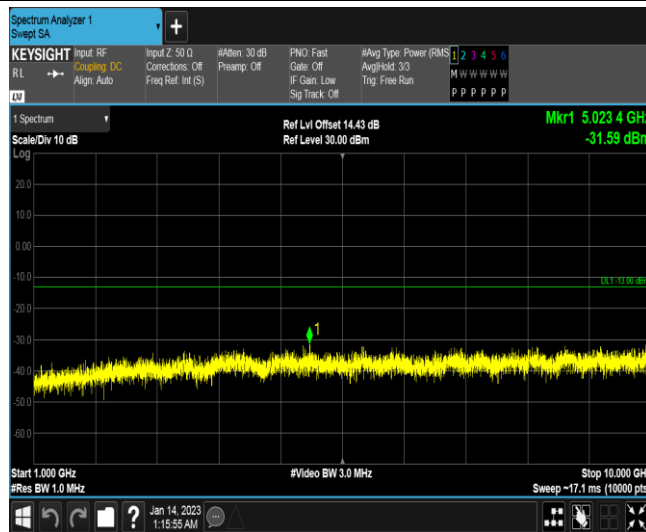 Spectrum Analyzer 1
Swept SA
+
KEYSIGHT
RL
LXI
Input: RF
Coupling: DC
Align: Auto
Input Z: 50 Ω
Corrections: Off
Freq Ref: Int (S)
#Atten: 30 dB
Preamp: Off
PNO: Fast
Gate: Off
IF Gain: Low
Sig Track: Off
#Avg Type: Power (RMS
Avg|Hold: 3/3
Trig: Free Run
1 2 3 4 5 6
M W W W W W
P P P P P P
1 Spectrum
Scale/Div 10 dB
Log
Ref Lvl Offset 14.43 dB
Ref Level 30.00 dBm
Mkr1 5.023 4 GHz
-31.59 dBm
20.0
10.0
0.00
-10.0
DL1 -13.00 dBm
-20.0
1
-30.0
-40.0
-50.0
-60.0
Start 1.000 GHz
#Video BW 3.0 MHz
Stop 10.000 GH
#Res BW 1.0 MHz
Sweep ~17.1 ms (10000 pts
?
Jan 14, 2023
1:15:55 AM